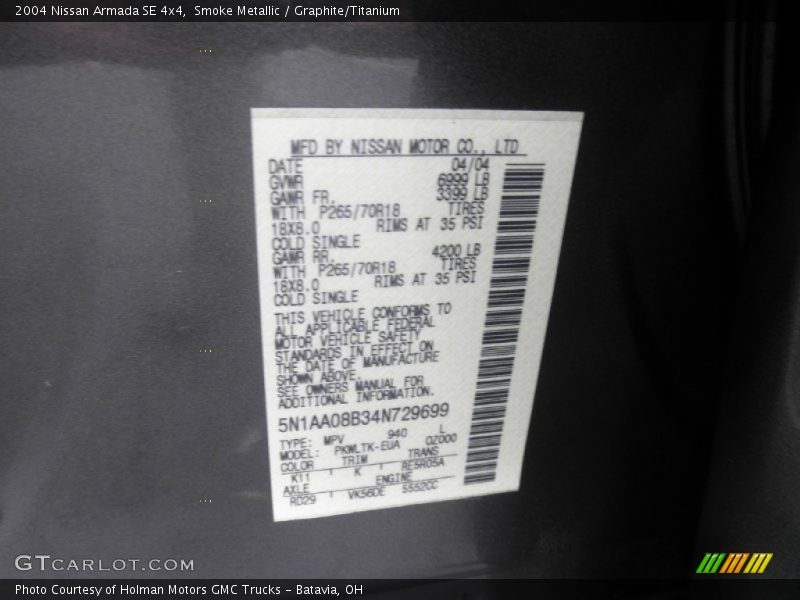 2004 Nissan Armada SE 4x4,  Smoke Metallic / Graphite/Titanium
MFD BY NISSAN MOTOR CO., LTD
DATE 04/04
GVWR 6999 LB
GAWR FR. 3399 LB
WITH P265/70R18 TIRES
18X8.0 RIMS AT 35 PSI
COLD SINGLE
GAWR RR. 4200 LB
WITH P265/70R18 TIRES
18X8.0 RIMS AT 35 PSI
COLD SINGLE
THIS VEHICLE CONFORMS TO
ALL APPLICABLE FEDERAL
MOTOR VEHICLE SAFETY
STANDARDS IN EFFECT ON
THE DATE OF MANUFACTURE
SHOWN ABOVE.
SEE OWNERS MANUAL FOR
ADDITIONAL INFORMATION.
5N1AA08B34N729699
TYPE: MPV 940 L
MODEL: PKWLTK-EUA 0Z000
COLOR TRIM TRANS
K11 K RE5R05A
AXLE ENGINE
RD29 VK56DE 5552CC
GTCARLOT.COM
Photo Courtesy of Holman Motors GMC Trucks - Batavia, OH